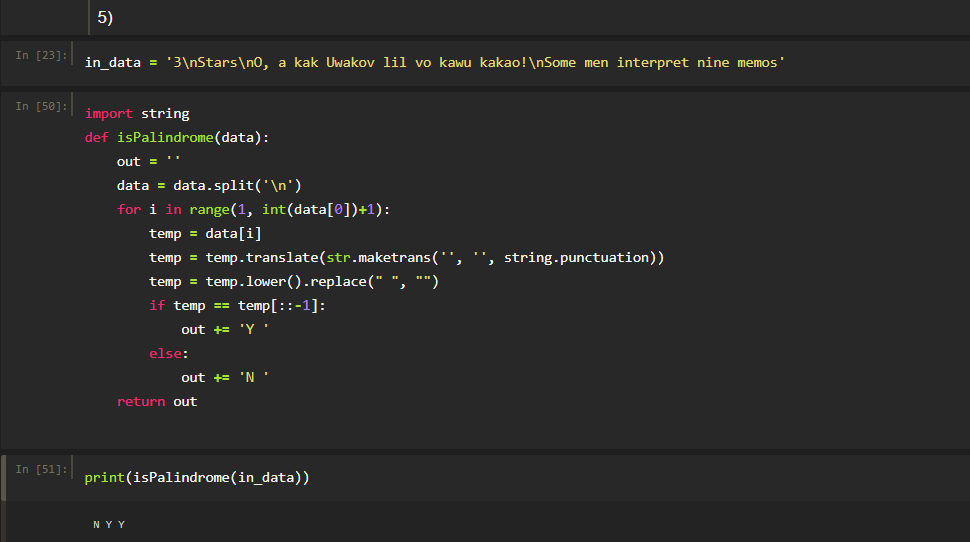 5)
In [23]:
in_data = '3\nStars\nO, a kak Uwakov lil vo kawu kakao!\nSome men interpret nine memos'
In [50]:
import string
def isPalindrome(data):
    out = ''
    data = data.split('\n')
    for i in range(1, int(data[0])+1):
        temp = data[i]
        temp = temp.translate(str.maketrans('', '', string.punctuation))
        temp = temp.lower().replace(" ", "")
        if temp == temp[::-1]:
            out += 'Y '
        else:
            out += 'N '
    return out
In [51]:
print(isPalindrome(in_data))
N Y Y